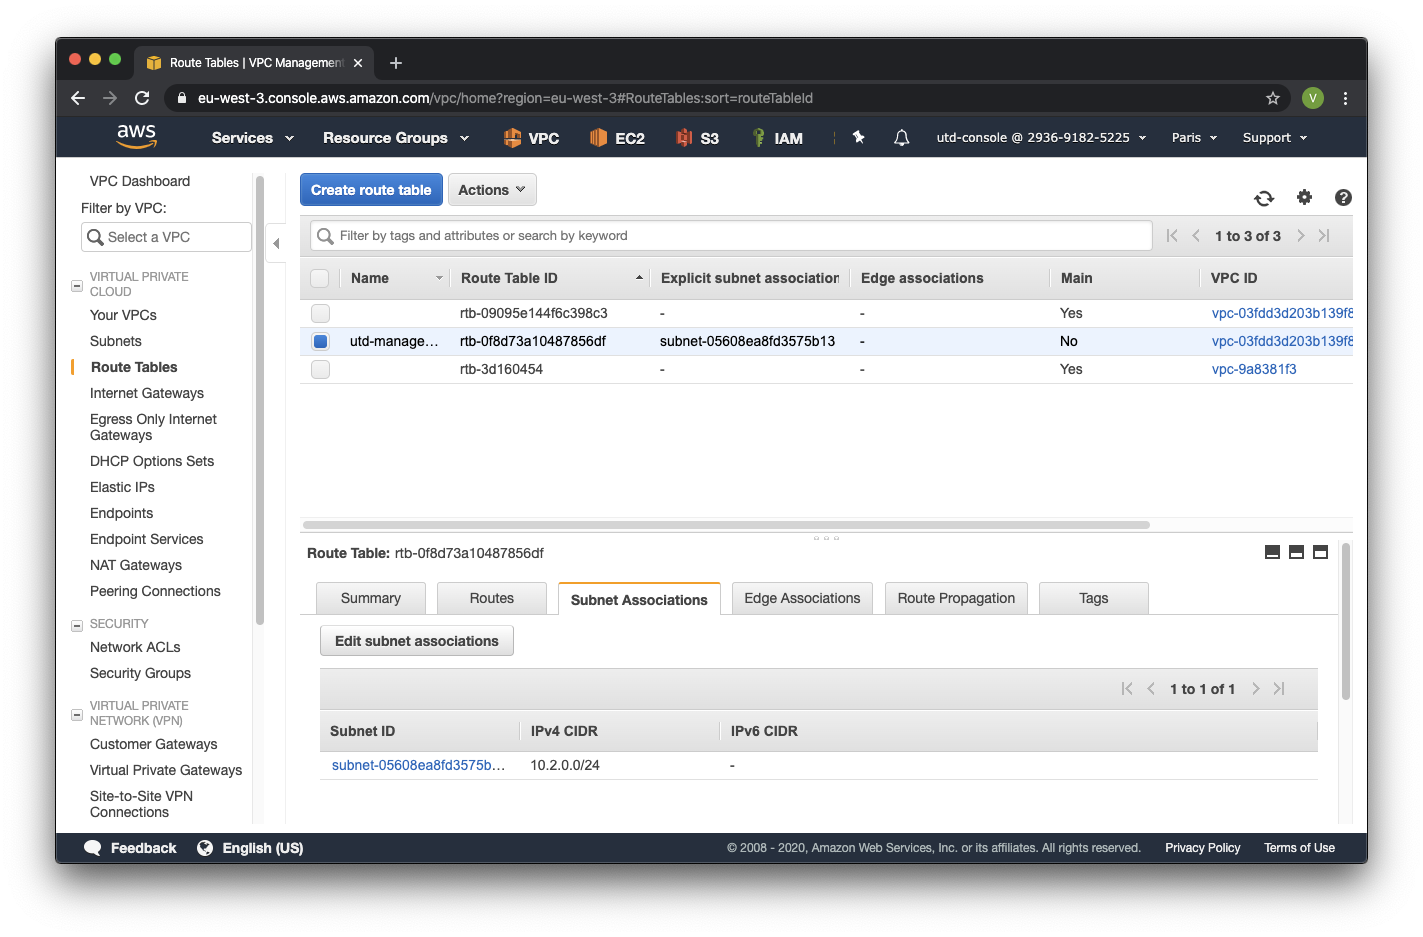 Route Tables | VPC Management
eu-west-3.console.aws.amazon.com/vpc/home?region=eu-west-3#RouteTables:sort=routeTableId
V
aws Services Resource Groups VPC EC2 S3 IAM utd-console @ 2936-9182-5225 Paris Support
VPC Dashboard
Filter by VPC:
Select a VPC
VIRTUAL PRIVATE
CLOUD
Your VPCs
Subnets
Route Tables
Internet Gateways
Egress Only Internet
Gateways
DHCP Options Sets
Elastic IPs
Endpoints
Endpoint Services
NAT Gateways
Peering Connections
SECURITY
Network ACLs
Security Groups
VIRTUAL PRIVATE
NETWORK (VPN)
Customer Gateways
Virtual Private Gateways
Site-to-Site VPN
Connections
Create route table Actions
Filter by tags and attributes or search by keyword
1 to 3 of 3
Name Route Table ID Explicit subnet association Edge associations Main VPC ID
rtb-09095e144f6c398c3 - - Yes vpc-03fdd3d203b139f8
utd-manage... rtb-0f8d73a10487856df subnet-05608ea8fd3575b13 - No vpc-03fdd3d203b139f8
rtb-3d160454 - - Yes vpc-9a8381f3
Route Table: rtb-0f8d73a10487856df
Summary Routes Subnet Associations Edge Associations Route Propagation Tags
Edit subnet associations
1 to 1 of 1
Subnet ID IPv4 CIDR IPv6 CIDR
subnet-05608ea8fd3575b... 10.2.0.0/24 -
Feedback English (US) © 2008 - 2020, Amazon Web Services, Inc. or its affiliates. All rights reserved. Privacy Policy Terms of Use